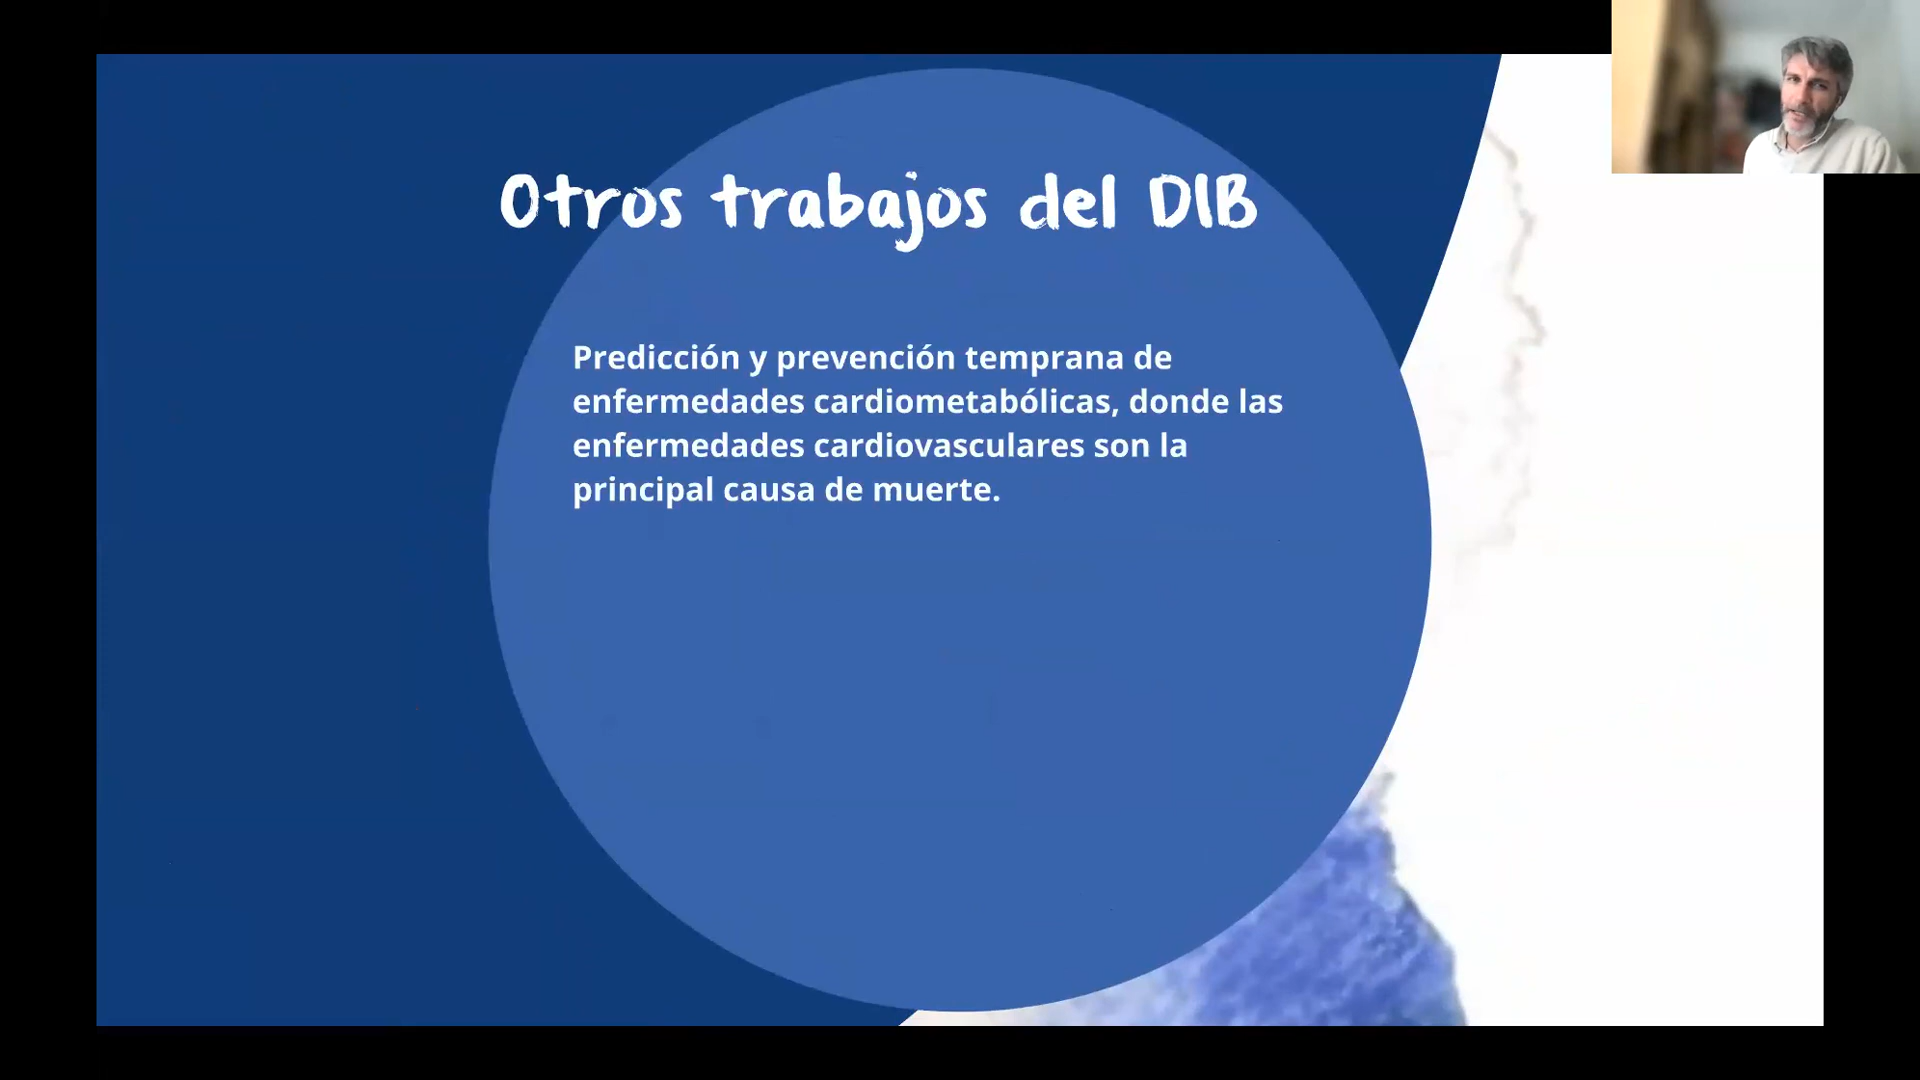 Otros trabajos del DIB
Predicción y prevención temprana de
enfermedades cardiometabólicas, donde las
enfermedades cardiovasculares son la
principal causa de muerte.